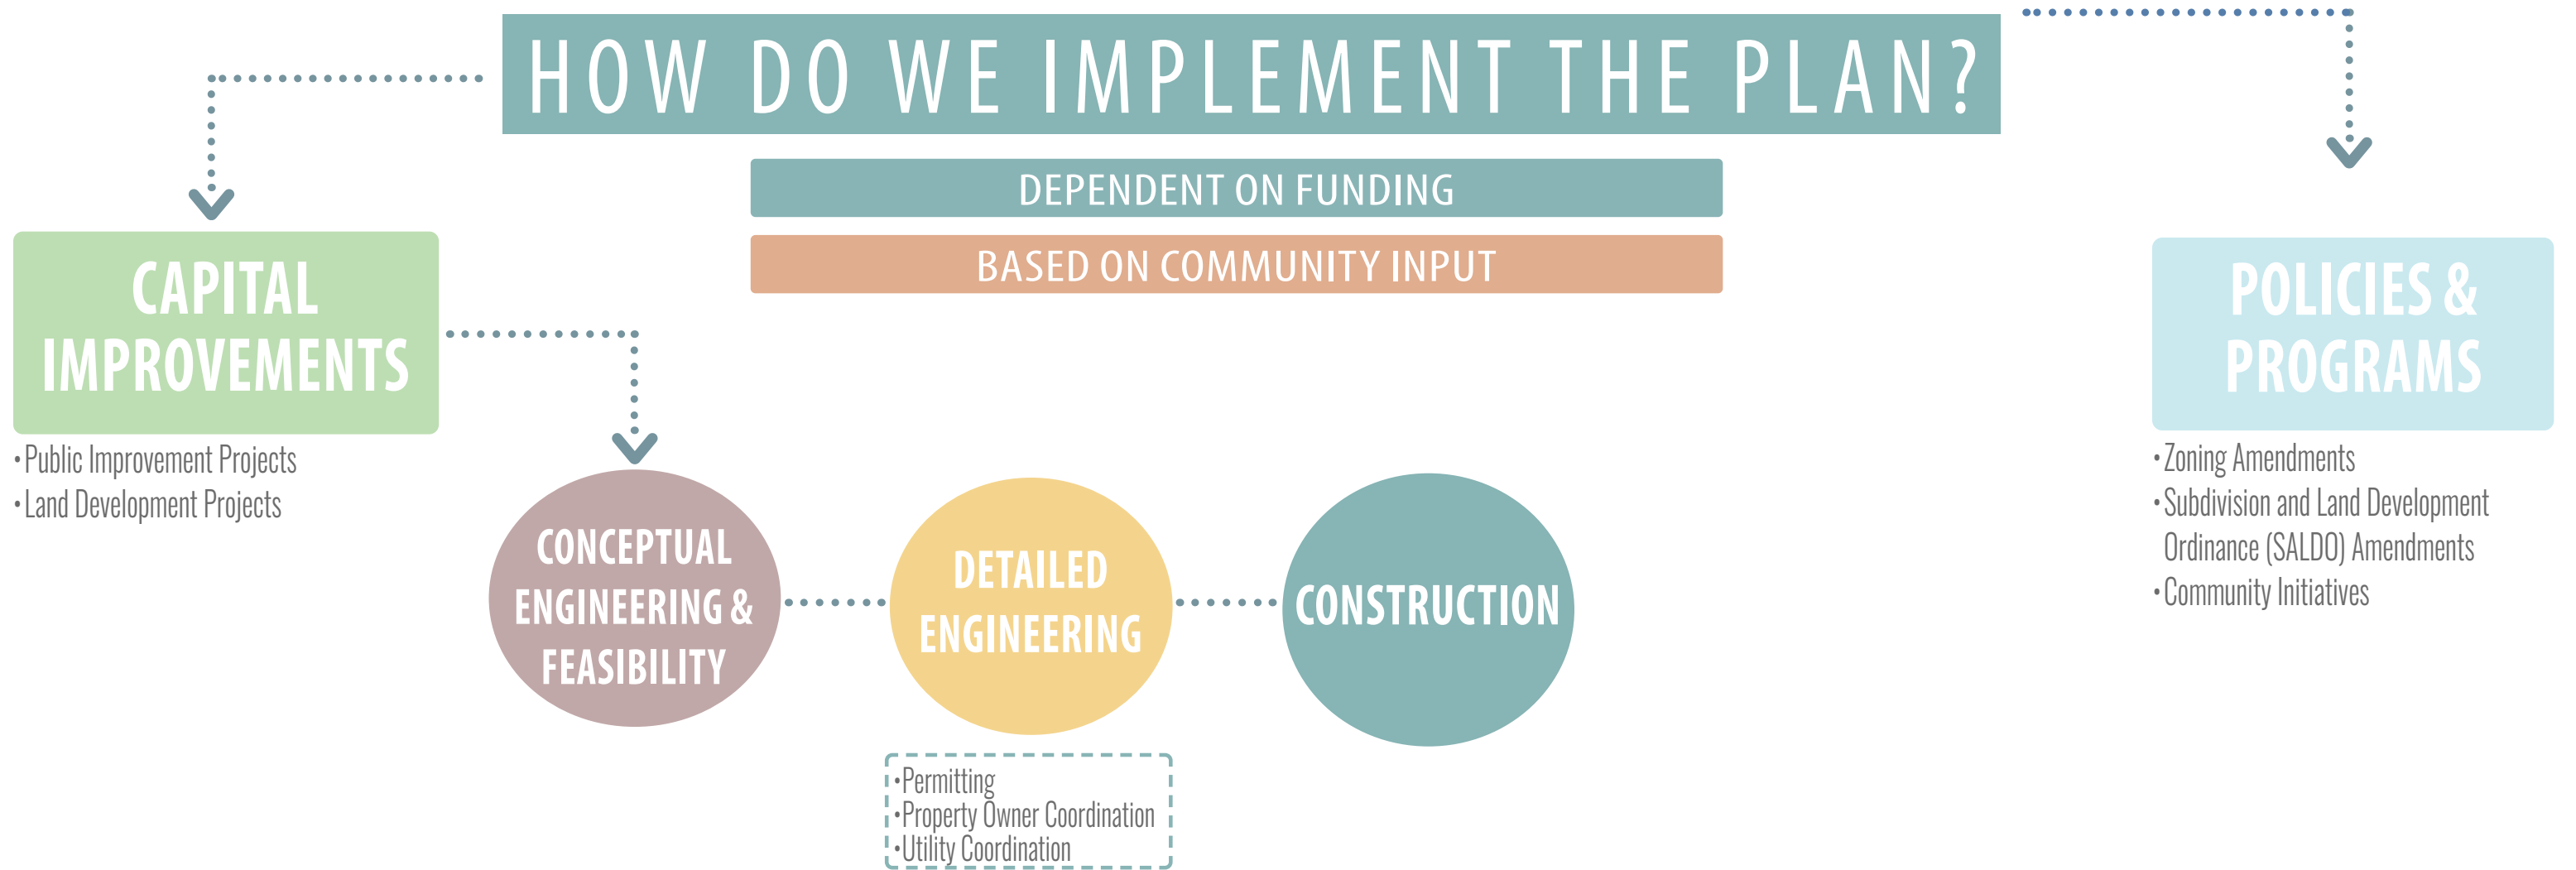 HOW DO WE IMPLEMENT THE PLAN?
DEPENDENT ON FUNDING
BASED ON COMMUNITY INPUT
CAPITAL
IMPROVEMENTS
•Public Improvement Projects
•Land Development Projects
CONCEPTUAL
ENGINEERING &
FEASIBILITY
DETAILED
ENGINEERING
•Permitting
•Property Owner Coordination
•Utility Coordination
CONSTRUCTION
POLICIES &
PROGRAMS
•Zoning Amendments
•Subdivision and Land Development
Ordinance (SALDO) Amendments
•Community Initiatives